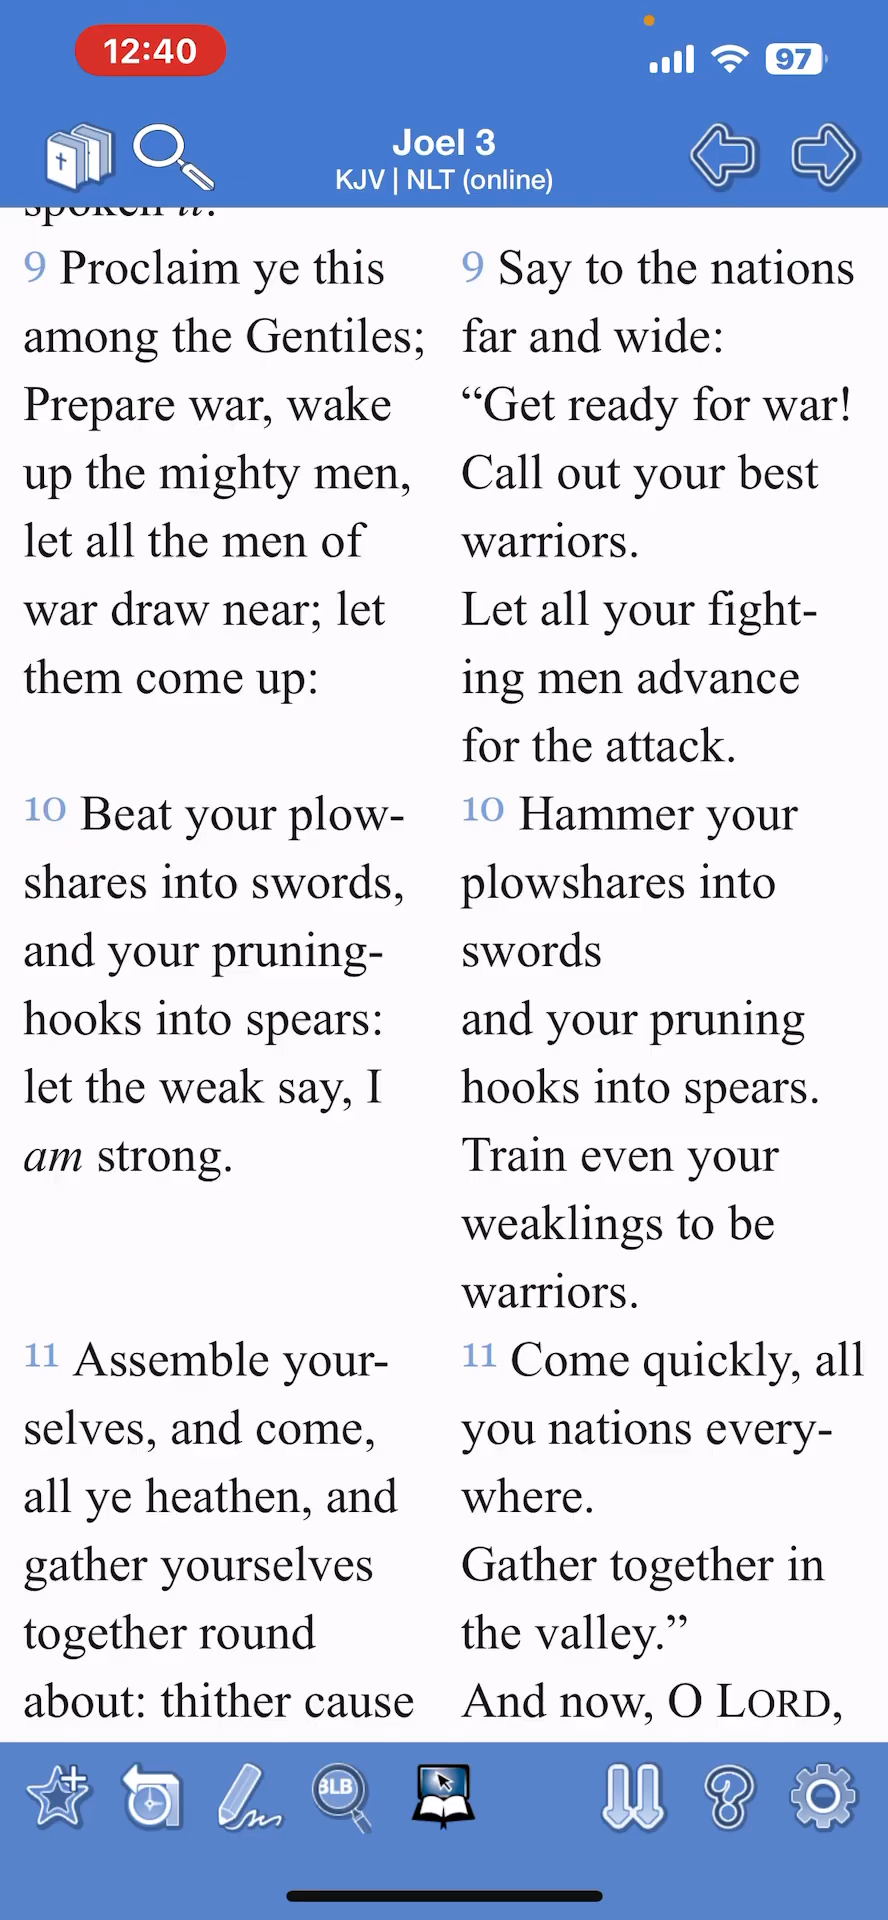 12:40
97
Joel 3
KJV | NLT (online)
spoken it.
9 Proclaim ye this
among the Gentiles;
Prepare war, wake
up the mighty men,
let all the men of
war draw near; let
them come up:
10 Beat your plow-
shares into swords,
and your pruning-
hooks into spears:
let the weak say, I
am strong.
11 Assemble your-
selves, and come,
all ye heathen, and
gather yourselves
together round
about: thither cause
9 Say to the nations
far and wide:
“Get ready for war!
Call out your best
warriors.
Let all your fight-
ing men advance
for the attack.
10 Hammer your
plowshares into
swords
and your pruning
hooks into spears.
Train even your
weaklings to be
warriors.
11 Come quickly, all
you nations every-
where.
Gather together in
the valley.”
And now, O LORD,
BLB